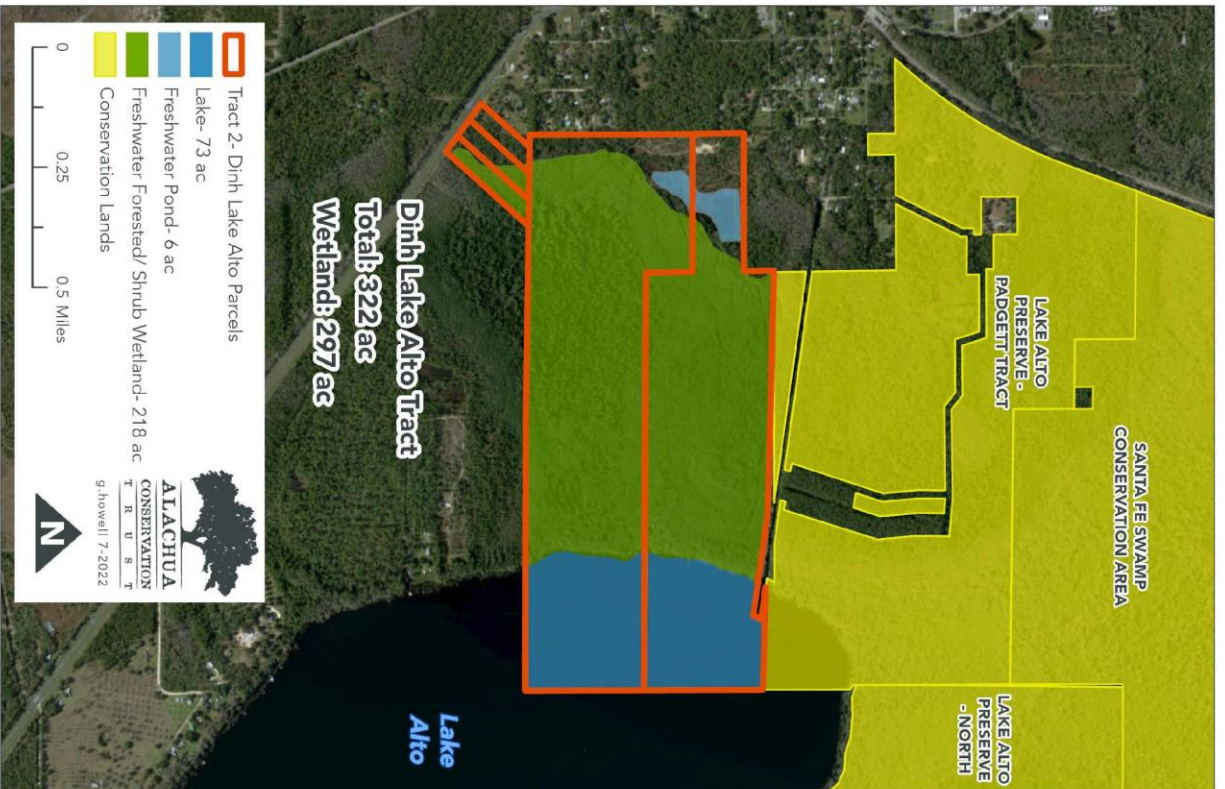 SANTA FE SWAMP
CONSERVATION AREA
LAKE ALTO
PRESERVE -
PADGETT TRACT
LAKE ALTO
PRESERVE
- NORTH
Dinh Lake Alto Tract
Total: 322 ac
Wetland: 297 ac
Lake
Alto
Tract 2- Dinh Lake Alto Parcels
Lake- 73 ac
Freshwater Pond- 6 ac
Freshwater Forested/ Shrub Wetland- 218 ac
Conservation Lands
0 0.25 0.5 Miles
ALACHUA
CONSERVATION
TRUST
g.howell 7-2022
N